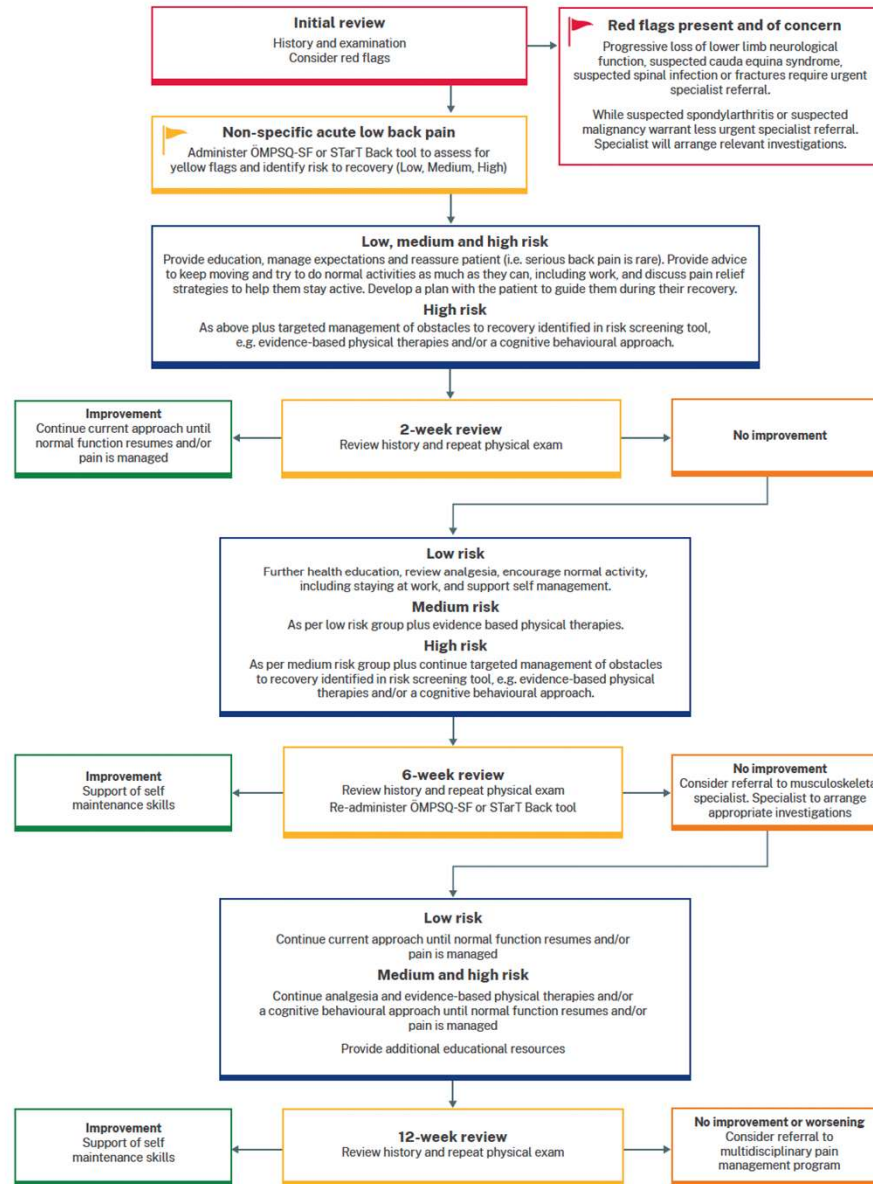 Initial review
History and examination
Consider red flags
Red flags present and of concern
Progressive loss of lower limb neurological
function, suspected cauda equina syndrome,
suspected spinal infection or fractures require urgent
specialist referral.
While suspected spondylarthritis or suspected
malignancy warrant less urgent specialist referral.
Specialist will arrange relevant investigations.
Non-specific acute low back pain
Administer ÖMPSQ-SF or STarT Back tool to assess for
yellow flags and identify risk to recovery (Low, Medium, High)
Low, medium and high risk
Provide education, manage expectations and reassure patient (i.e. serious back pain is rare). Provide advice
to keep moving and try to do normal activities as much as they can, including work, and discuss pain relief
strategies to help them stay active. Develop a plan with the patient to guide them during their recovery.
High risk
As above plus targeted management of obstacles to recovery identified in risk screening tool,
e.g. evidence-based physical therapies and/or a cognitive behavioural approach.
Improvement
Continue current approach until
normal function resumes and/or
pain is managed
2-week review
Review history and repeat physical exam
No improvement
Low risk
Further health education, review analgesia, encourage normal activity,
including staying at work, and support self management.
Medium risk
As per low risk group plus evidence based physical therapies.
High risk
As per medium risk group plus continue targeted management of obstacles
to recovery identified in risk screening tool, e.g. evidence-based physical
therapies and/or a cognitive behavioural approach.
Improvement
Support of self
maintenance skills
6-week review
Review history and repeat physical exam
Re-administer ÖMPSQ-SF or STarT Back tool
No improvement
Consider referral to musculoskeletal
specialist. Specialist to arrange
appropriate investigations
Low risk
Continue current approach until normal function resumes and/or
pain is managed
Medium and high risk
Continue analgesia and evidence-based physical therapies and/or
a cognitive behavioural approach until normal function resumes and/or
pain is managed
Provide additional educational resources
Improvement
Support of self
maintenance skills
12-week review
Review history and repeat physical exam
No improvement or worsening
Consider referral to
multidisciplinary pain
management program